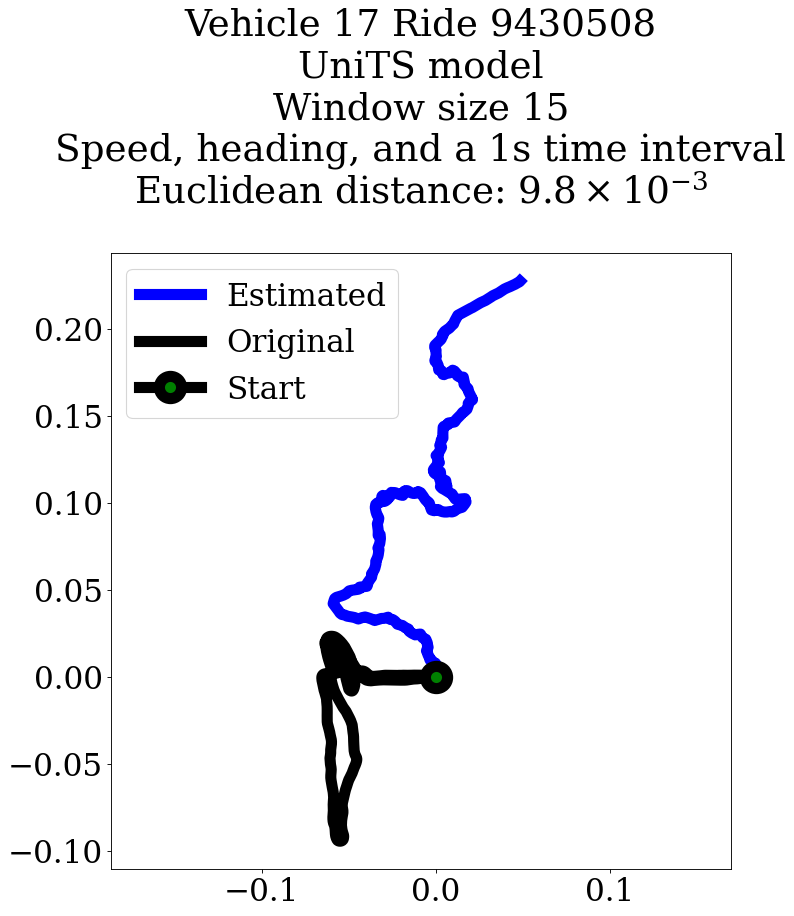 Vehicle 17 Ride 9430508
UniTS model
Window size 15
Speed, heading, and a 1s time interval
Euclidean distance: $9.8 \times 10^{-3}$
Estimated
Original
Start
0.20
0.15
0.10
0.05
0.00
−0.05
−0.10
−0.1 0.0 0.1